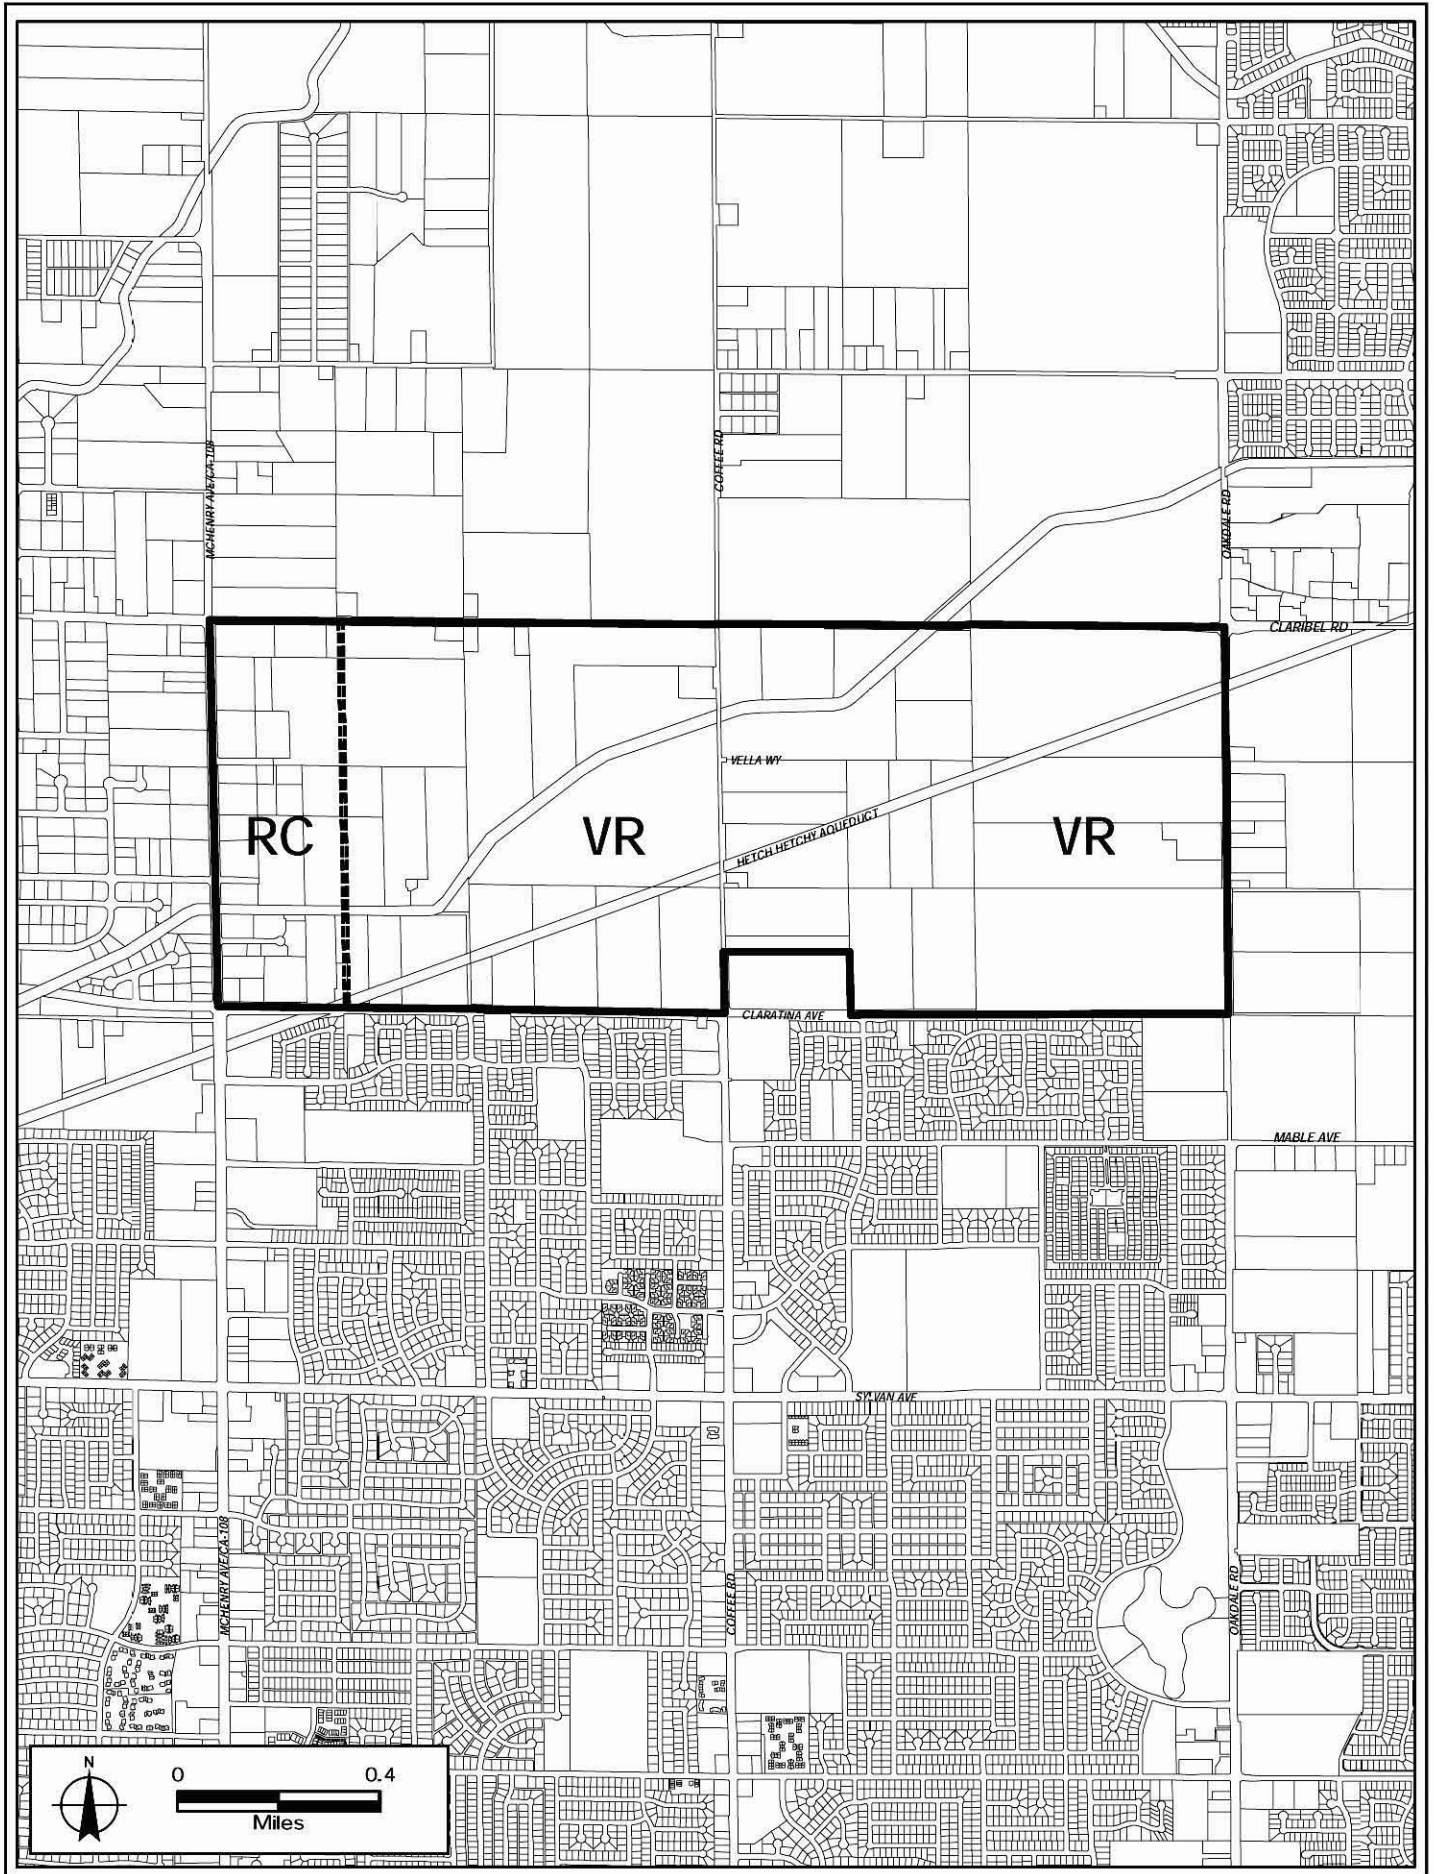 MCHENRY AVE/CA-108
COFFEE RD
OAKDALE RD
CLARIBEL RD
VELLA WY
RC
VR
VR
HETCH HETCHY AQUEDUCT
CLARATINA AVE
MABLE AVE
SYLVAN AVE
MCHENRY AVE/CA-108
COFFEE RD
OAKDALE RD
N
0 0.4
Miles